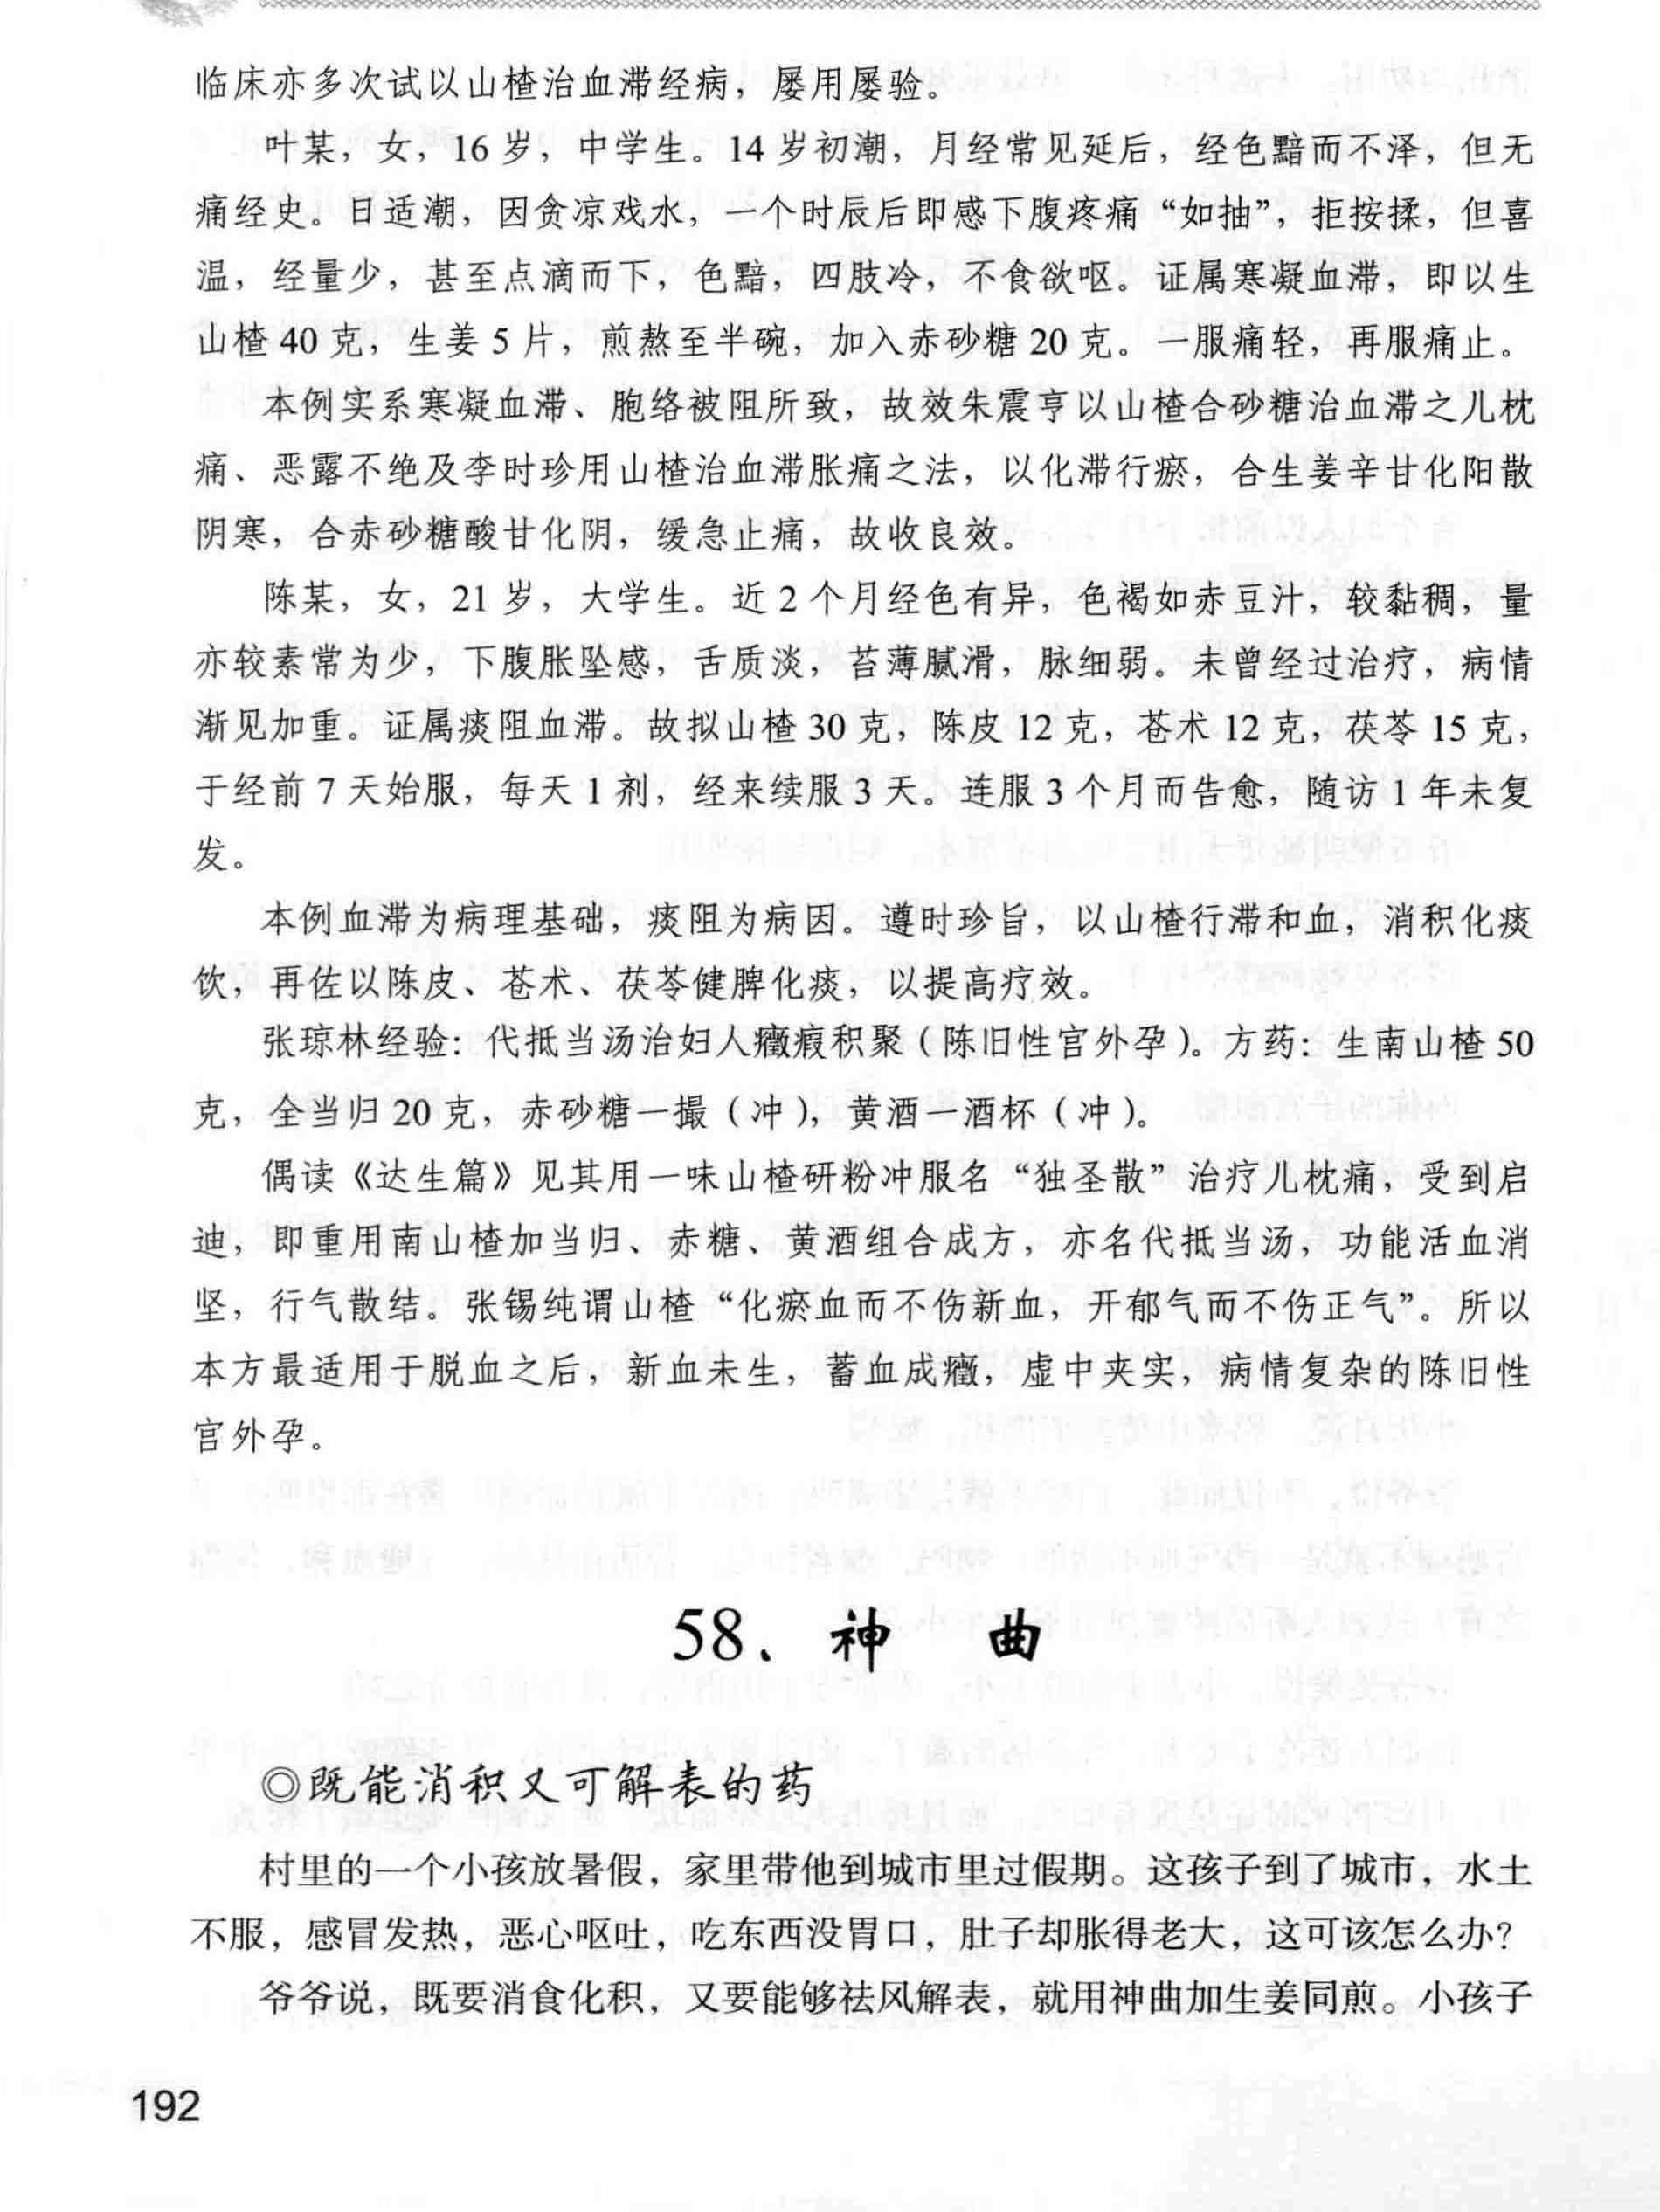 临床亦多次试以山楂治血滞经病，屡用屡验。
叶某，女，16 岁，中学生。14 岁初潮，月经常见延后，经色黯而不泽，但无
痛经史。日适潮，因贪凉戏水，一个时辰后即感下腹疼痛“如抽”，拒按揉，但喜
温，经量少，甚至点滴而下，色黯，四肢冷，不食欲呕。证属寒凝血滞，即以生
山楂 40 克，生姜 5 片，煎熬至半碗，加入赤砂糖 20 克。一服痛轻，再服痛止。
本例实系寒凝血滞、胞络被阻所致，故效朱震亨以山楂合砂糖治血滞之儿枕
痛、恶露不绝及李时珍用山楂治血滞胀痛之法，以化滞行瘀，合生姜辛甘化阳散
阴寒，合赤砂糖酸甘化阴，缓急止痛，故收良效。
陈某，女，21 岁，大学生。近 2 个月经色有异，色褐如赤豆汁，较黏稠，量
亦较素常为少，下腹胀坠感，舌质淡，苔薄腻滑，脉细弱。未曾经过治疗，病情
渐见加重。证属痰阻血滞。故拟山楂 30 克，陈皮 12 克，苍术 12 克，茯苓 15 克，
于经前 7 天始服，每天 1 剂，经来续服 3 天。连服 3 个月而告愈，随访 1 年未复
发。
本例血滞为病理基础，痰阻为病因。遵时珍旨，以山楂行滞和血，消积化痰
饮，再佐以陈皮、苍术、茯苓健脾化痰，以提高疗效。
张琼林经验：代抵当汤治妇人癥瘕积聚（陈旧性宫外孕）。方药：生南山楂 50
克，全当归 20 克，赤砂糖一撮（冲），黄酒一酒杯（冲）。
偶读《达生篇》见其用一味山楂研粉冲服名“独圣散”治疗儿枕痛，受到启
迪，即重用南山楂加当归、赤糖、黄酒组合成方，亦名代抵当汤，功能活血消
坚，行气散结。张锡纯谓山楂“化瘀血而不伤新血，开郁气而不伤正气”。所以
本方最适用于脱血之后，新血未生，蓄血成癥，虚中夹实，病情复杂的陈旧性
宫外孕。
58、神 曲
◎既能消积又可解表的药
村里的一个小孩放暑假，家里带他到城市里过假期。这孩子到了城市，水土
不服，感冒发热，恶心呕吐，吃东西没胃口，肚子却胀得老大，这可该怎么办？
爷爷说，既要消食化积，又要能够祛风解表，就用神曲加生姜同煎。小孩子
192